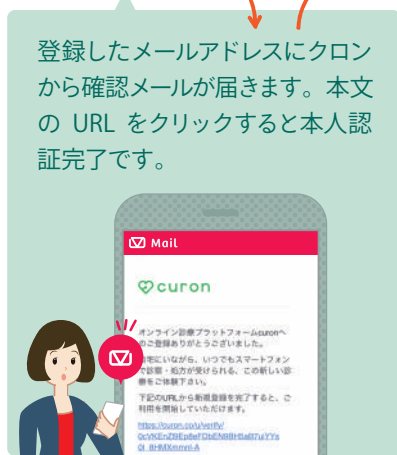 登録したメールアドレスにクロン
から確認メールが届きます。本文
の URL をクリックすると本人認
証完了です。
Mail
curon
オンライン診療プラットフォームcuronへ
のご登録ありがとうございました。
宅にいながら、いつでもスマートフォン
で診察・処方が受けられる、この新しい診
療をご体験下さい。
下記のURLから新規登録を完了すると、ご
利用を開始していただけます。
https://curon.co/u/verify/